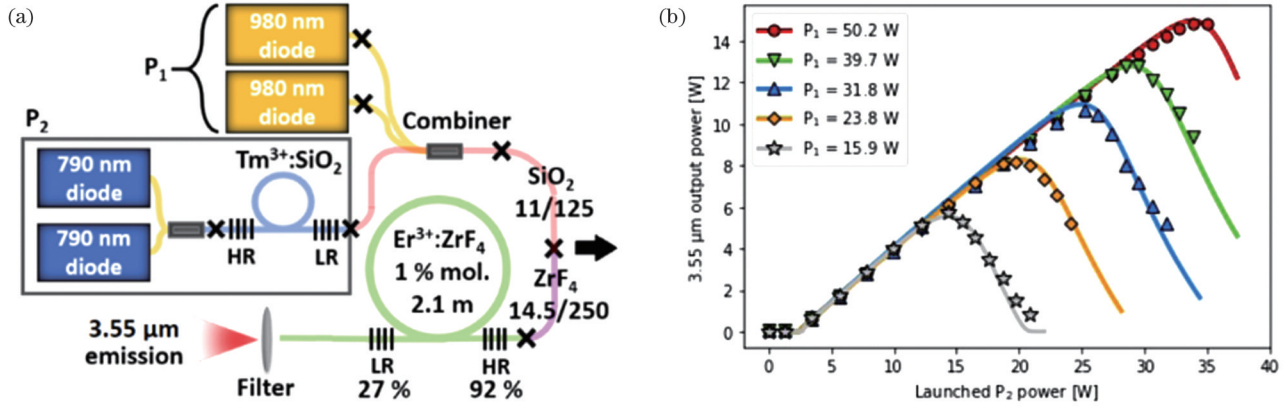 (a)
980 nm
diode
P₁
980 nm
diode
P₂
790 nm
diode
790 nm
diode
Tm³⁺:SiO₂
HR
LR
Combiner
SiO₂
11/125
Er³⁺:ZrF₄
1 % mol.
2.1 m
ZrF₄
14.5/250
3.55 μm
emission
Filter
LR
27 %
HR
92 %
(b)
P₁ = 50.2 W
P₁ = 39.7 W
P₁ = 31.8 W
P₁ = 23.8 W
P₁ = 15.9 W
3.55 μm output power [W]
14
12
10
8
6
4
2
0
0 5 10 15 20 25 30 35 40
Launched P₂ power [W]